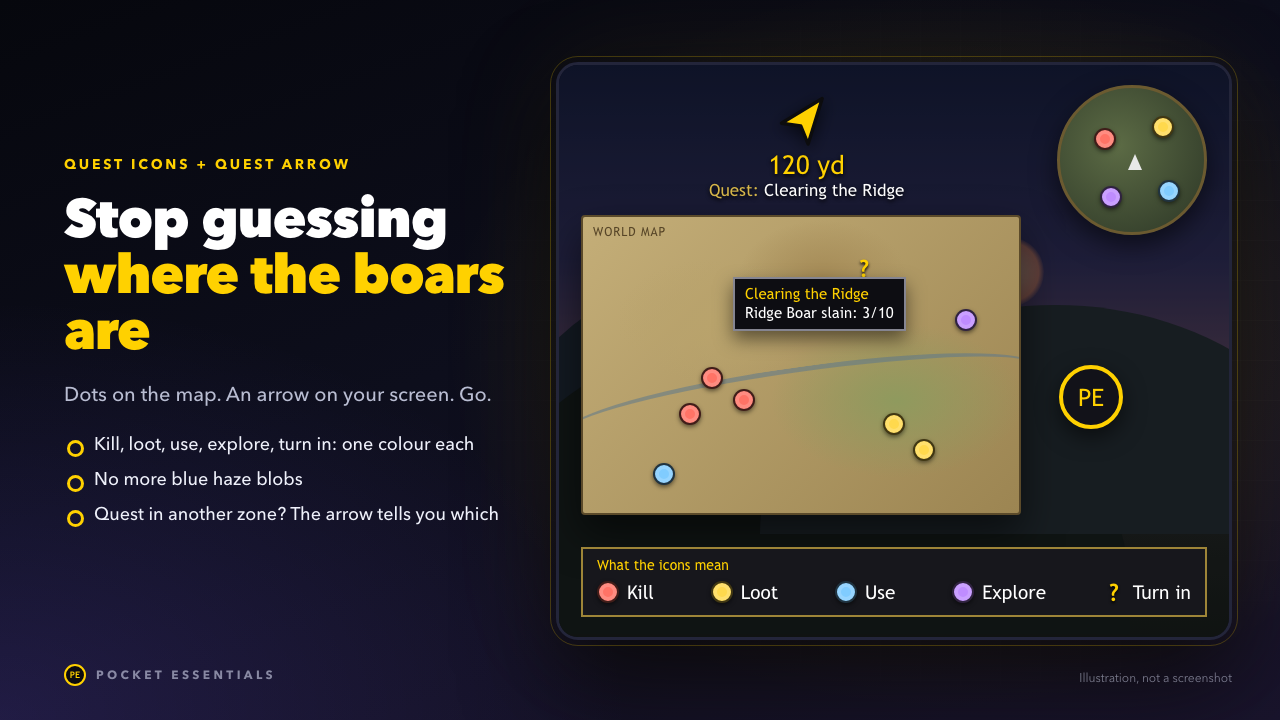 QUEST ICONS + QUEST ARROW
Stop guessing
where the boars
are
Dots on the map. An arrow on your screen. Go.
Kill, loot, use, explore, turn in: one colour each
No more blue haze blobs
Quest in another zone? The arrow tells you which
PE POCKET ESSENTIALS
120 yd
Quest: Clearing the Ridge
WORLD MAP
?
Clearing the Ridge
Ridge Boar slain: 3/10
PE
What the icons mean
Kill Loot Use Explore ? Turn in
Illustration, not a screenshot